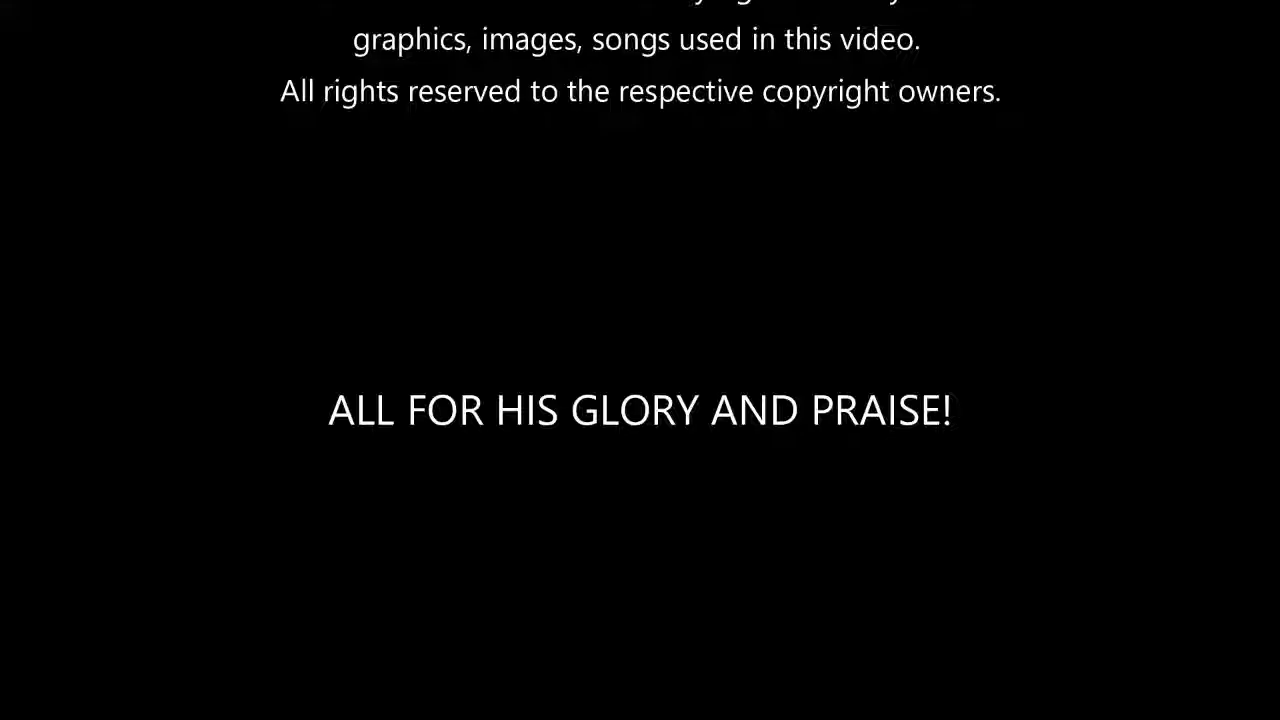 graphics, images, songs used in this video.
All rights reserved to the respective copyright owners.
ALL FOR HIS GLORY AND PRAISE!